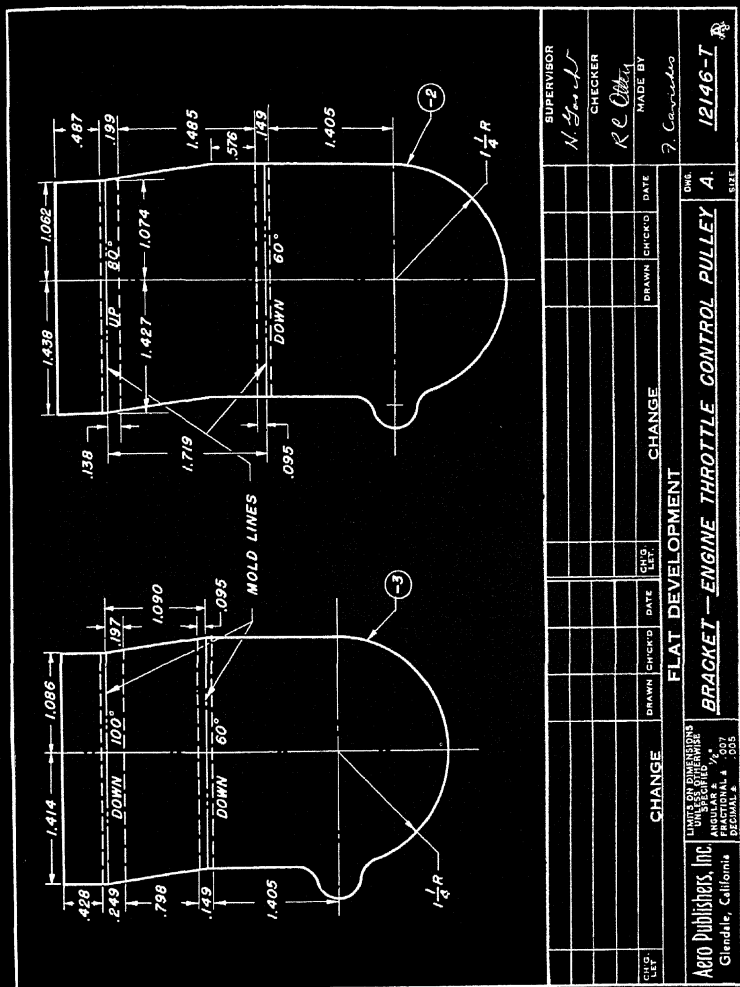 .487
.199
1.485
.576
.149
1.405
-2
1¼ R
1.062
1.074
80°
UP
1.427
1.438
60°
DOWN
.138
1.719
.095
MOLD LINES
1.090
.197
.095
-3
1.086
100°
DOWN
1.414
60°
DOWN
1¼ R
.428
.249
.798
.149
1.405
SUPERVISOR
CHECKER
MADE BY
CH'G. LET.
CHANGE
DRAWN
CH'CK'D
DATE
CH'G. LET.
CHANGE
DRAWN
CH'CK'D
DATE
FLAT DEVELOPMENT
Aero Publishers, Inc.
Glendale, California
LIMITS ON DIMENSIONS
UNLESS OTHERWISE
SPECIFIED
ANGULAR ± ½°
FRACTIONAL ± .007
DECIMAL ± .005
BRACKET — ENGINE THROTTLE CONTROL PULLEY
DWG.
A.
SIZE
12146-T